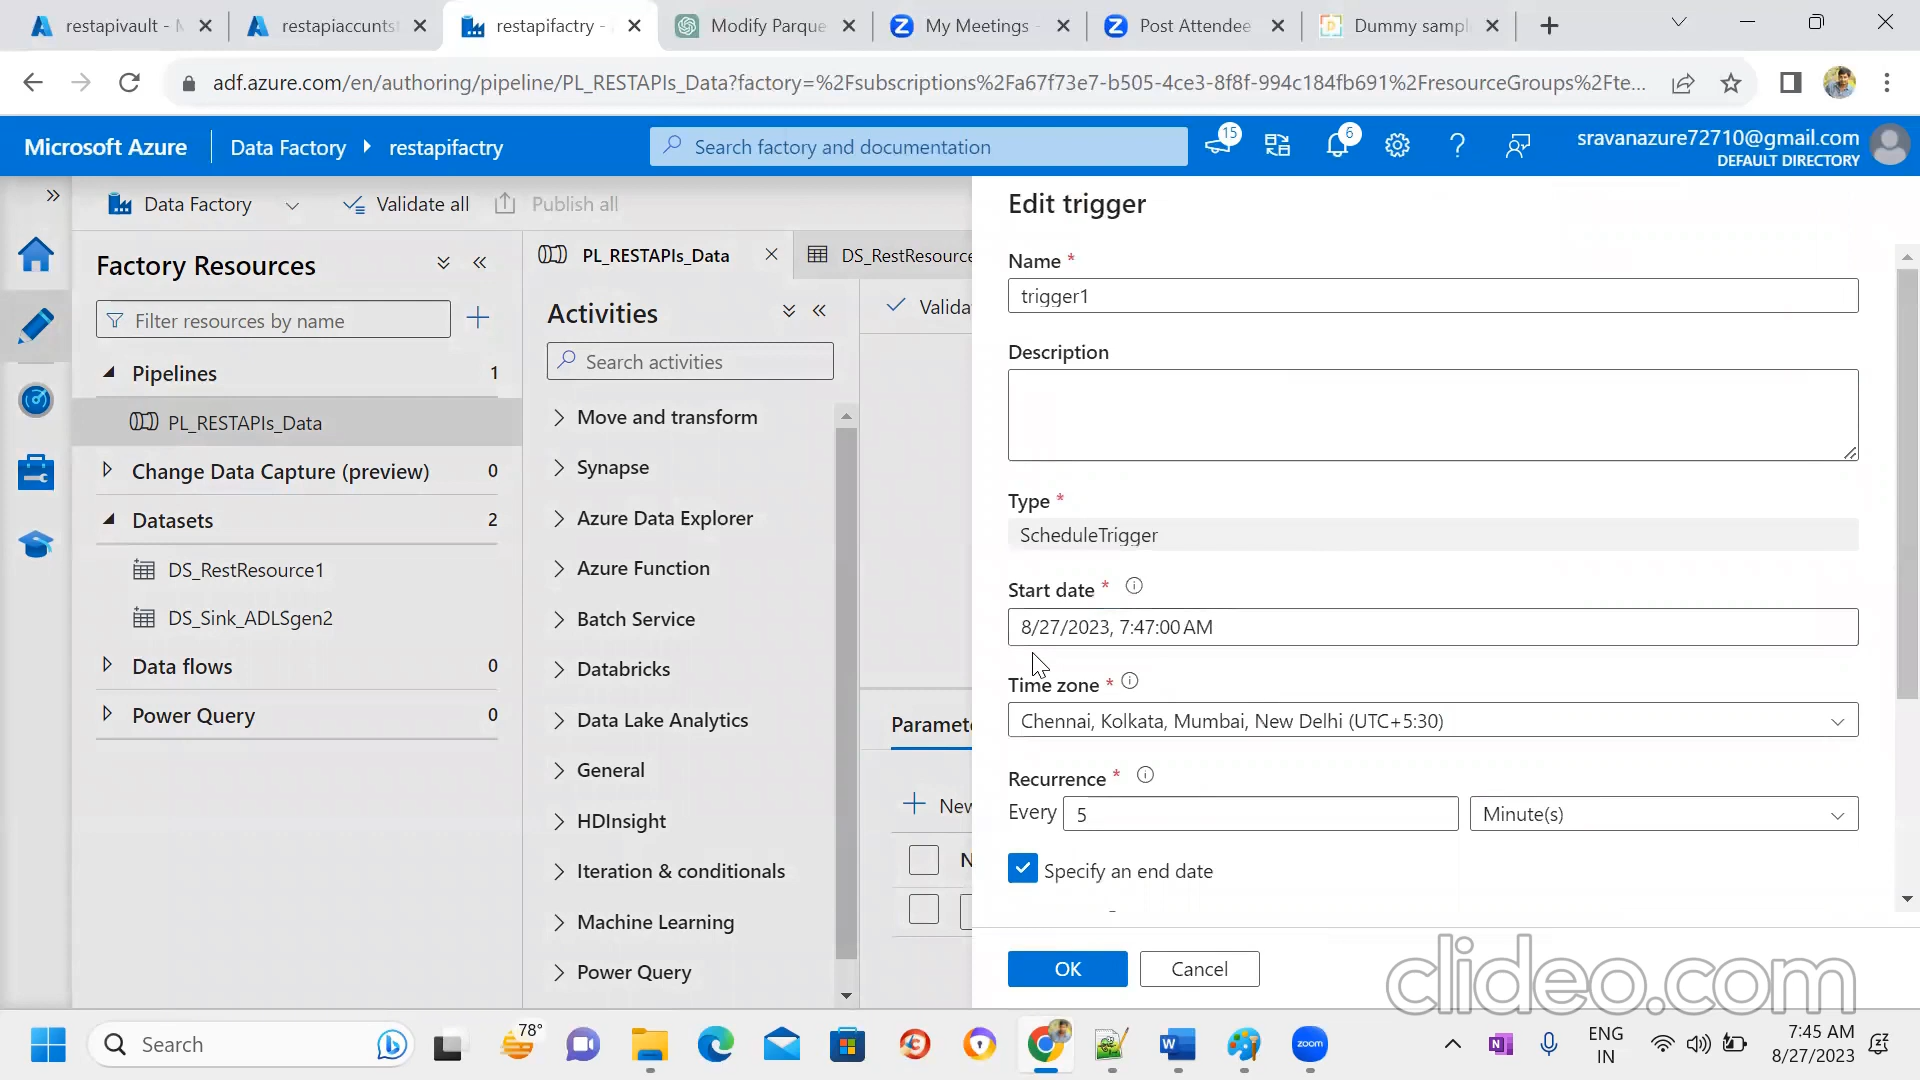 restapivault - M
restapiaccuntst
restapifactry -
Modify Parque
My Meetings -
Post Attendee
Dummy sampl
adf.azure.com/en/authoring/pipeline/PL_RESTAPIs_Data?factory=%2Fsubscriptions%2Fa67f73e7-b505-4ce3-8f8f-994c184fb691%2FresourceGroups%2Fte...
Microsoft Azure
Data Factory
restapifactry
Search factory and documentation
15
6
sravanazure72710@gmail.com
DEFAULT DIRECTORY
Data Factory
Validate all
Publish all
Factory Resources
Filter resources by name
Pipelines 1
PL_RESTAPIs_Data
Change Data Capture (preview) 0
Datasets 2
DS_RestResource1
DS_Sink_ADLSgen2
Data flows 0
Power Query 0
PL_RESTAPIs_Data
DS_RestResource
Activities
Search activities
Move and transform
Synapse
Azure Data Explorer
Azure Function
Batch Service
Databricks
Data Lake Analytics
General
HDInsight
Iteration & conditionals
Machine Learning
Power Query
Valida
Paramet
New
N
Edit trigger
Name *
trigger1
Description
Type *
ScheduleTrigger
Start date *
8/27/2023, 7:47:00 AM
Time zone *
Chennai, Kolkata, Mumbai, New Delhi (UTC+5:30)
Recurrence *
Every 5 Minute(s)
Specify an end date
OK Cancel
clideo.com
Search
78°
zoom
ENG
IN
7:45 AM
8/27/2023